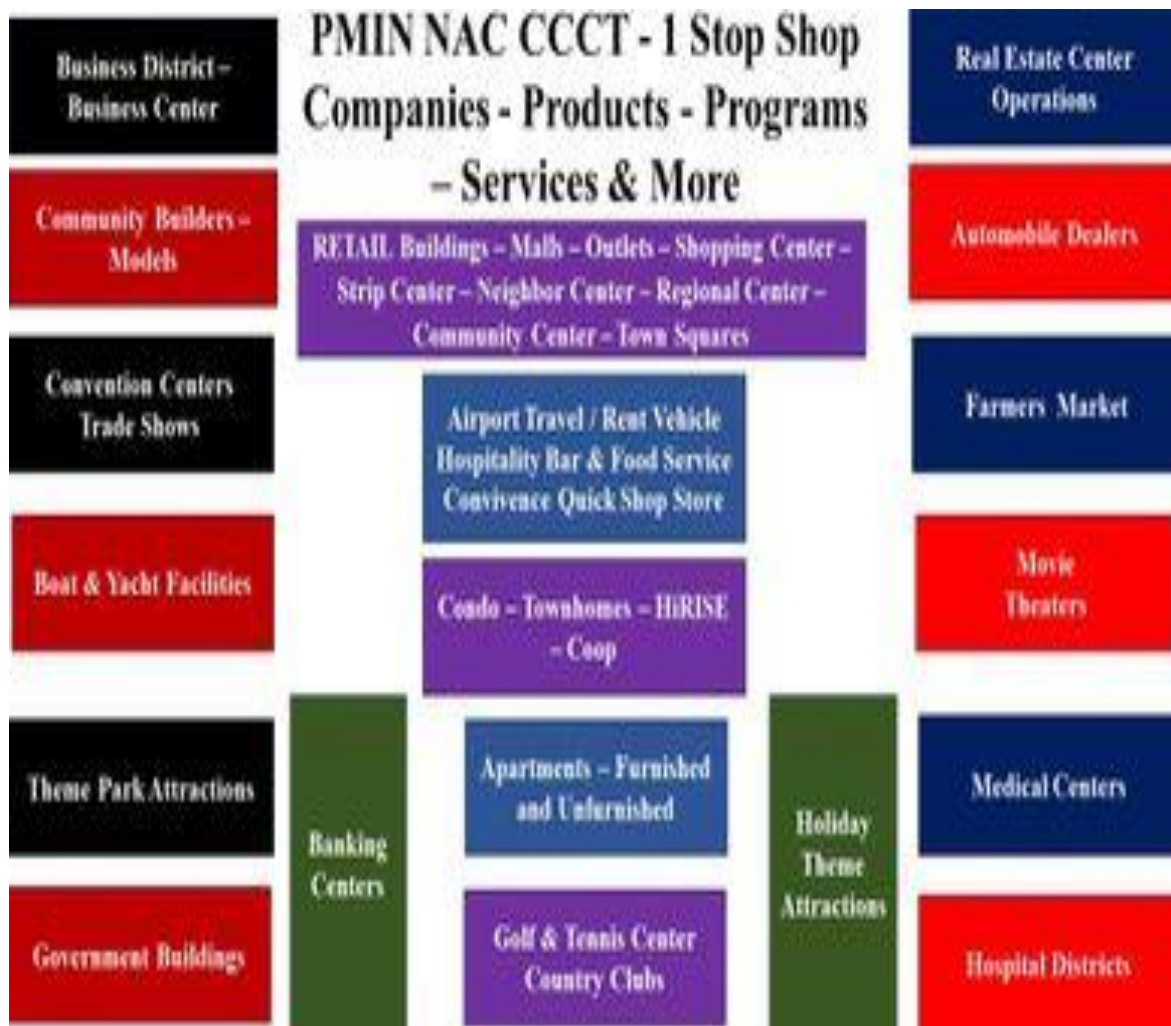 PMIN NAC CCCT - 1 Stop Shop
Companies - Products - Programs
– Services & More
Business District –
Business Center
Community Builders –
Models
Convention Centers
Trade Shows
Boat & Yacht Facilities
Theme Park Attractions
Government Buildings
RETAIL Buildings – Malls – Outlets – Shopping Center –
Strip Center – Neighbor Center – Regional Center –
Community Center – Town Squares
Airport Travel / Rent Vehicle
Hospitality Bar & Food Service
Convivence Quick Shop Store
Condo – Townhomes – HiRISE
– Coop
Banking
Centers
Apartments – Furnished
and Unfurnished
Golf & Tennis Center
Country Clubs
Holiday
Theme
Attractions
Real Estate Center
Operations
Automobile Dealers
Farmers Market
Movie
Theaters
Medical Centers
Hospital Districts